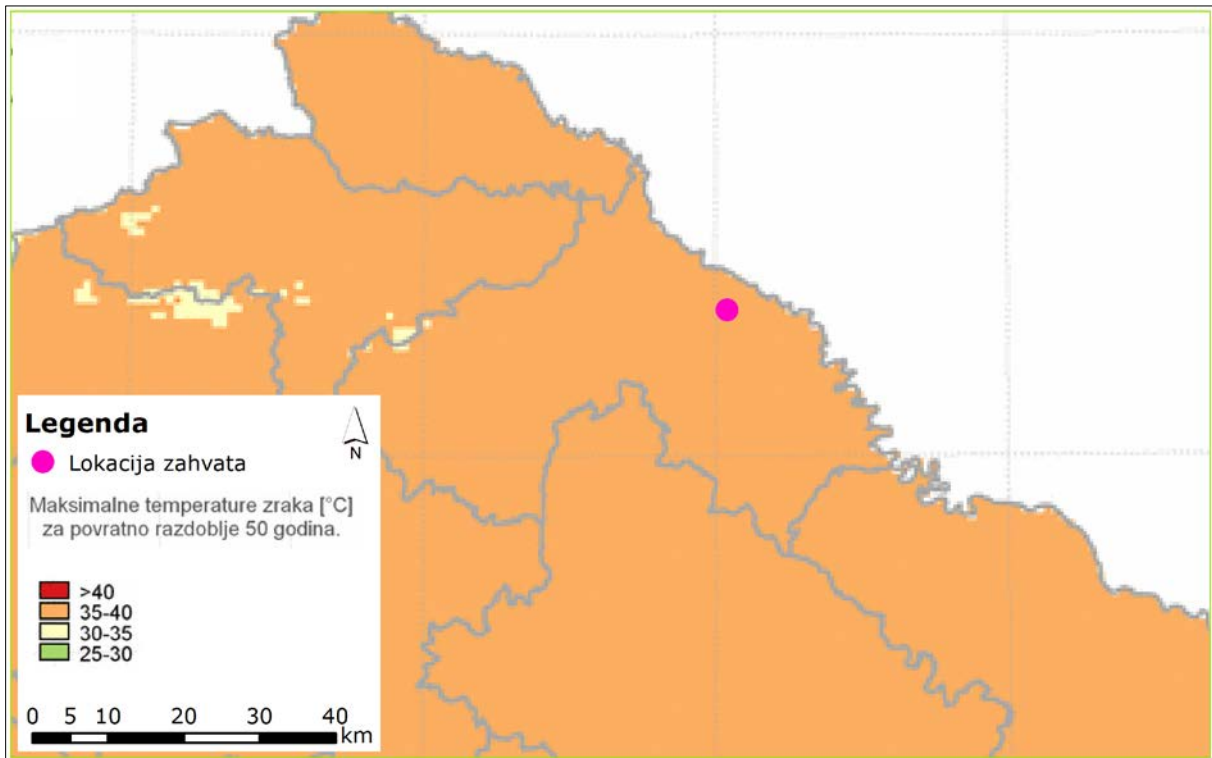 Legenda
N
Lokacija zahvata
Maksimalne temperature zraka [°C]
za povratno razdoblje 50 godina.
>40
35-40
30-35
25-30
0 5 10 20 30 40
km